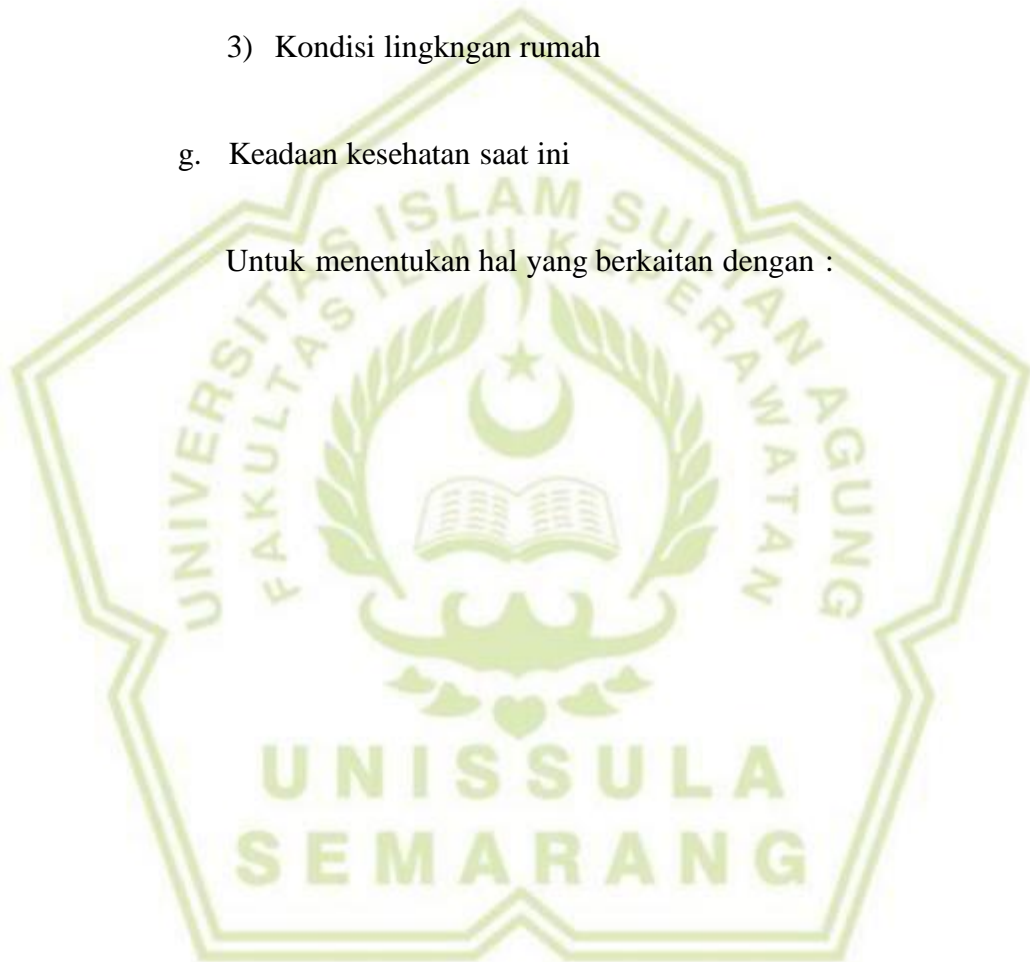 3) Kondisi lingkngan rumah
g. Keadaan kesehatan saat ini
Untuk menentukan hal yang berkaitan dengan :
UNIVERSITAS ISLAM SULTAN AGUNG
FAKULTAS ILMU KEPERAWATAN
UNISSULA
SEMARANG